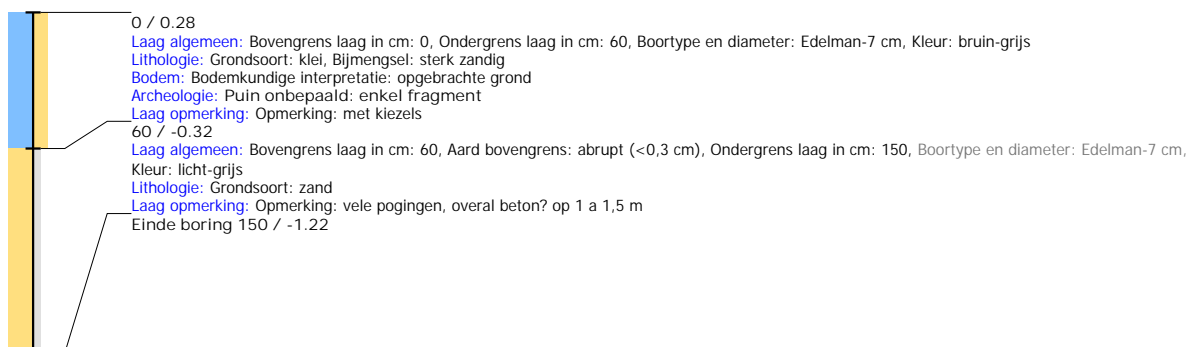 0 / 0.28
Laag algemeen: Bovengrens laag in cm: 0, Ondergrens laag in cm: 60, Boortype en diameter: Edelman-7 cm, Kleur: bruin-grijs
Lithologie: Grondsoort: klei, Bijmengsel: sterk zandig
Bodem: Bodemkundige interpretatie: opgebrachte grond
Archeologie: Puin onbepaald: enkel fragment
Laag opmerking: Opmerking: met kiezels
60 / -0.32
Laag algemeen: Bovengrens laag in cm: 60, Aard bovengrens: abrupt (<0,3 cm), Ondergrens laag in cm: 150, Boortype en diameter: Edelman-7 cm,
Kleur: licht-grijs
Lithologie: Grondsoort: zand
Laag opmerking: Opmerking: vele pogingen, overal beton? op 1 a 1,5 m
Einde boring 150 / -1.22